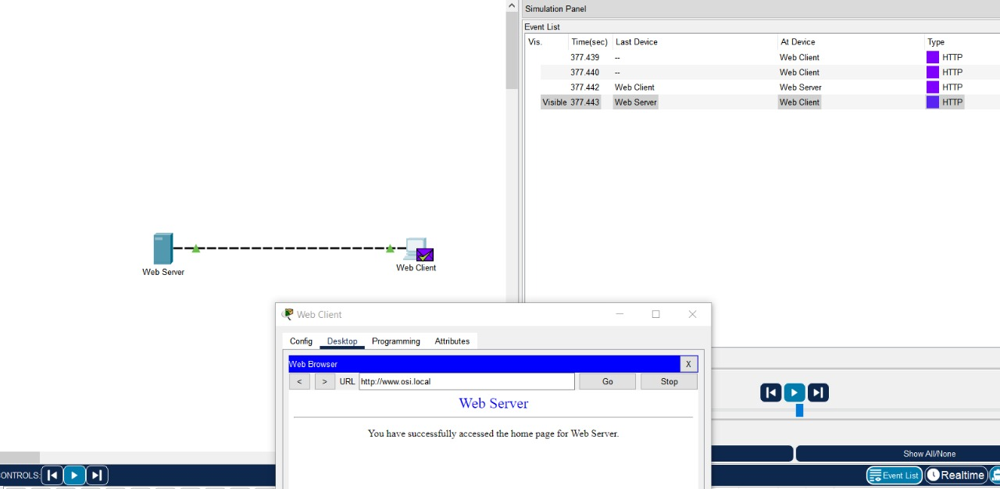 Simulation Panel
Event List
Vis. Time(sec) Last Device At Device Type
377.439 -- Web Client HTTP
377.440 -- Web Client HTTP
377.442 Web Client Web Server HTTP
Visible 377.443 Web Server Web Client HTTP
Web Server
Web Client
Web Client
Config Desktop Programming Attributes
Web Browser X
< > URL http://www.osi.local Go Stop
Web Server
You have successfully accessed the home page for Web Server.
Show All/None
ONTROLS: Event List Realtime